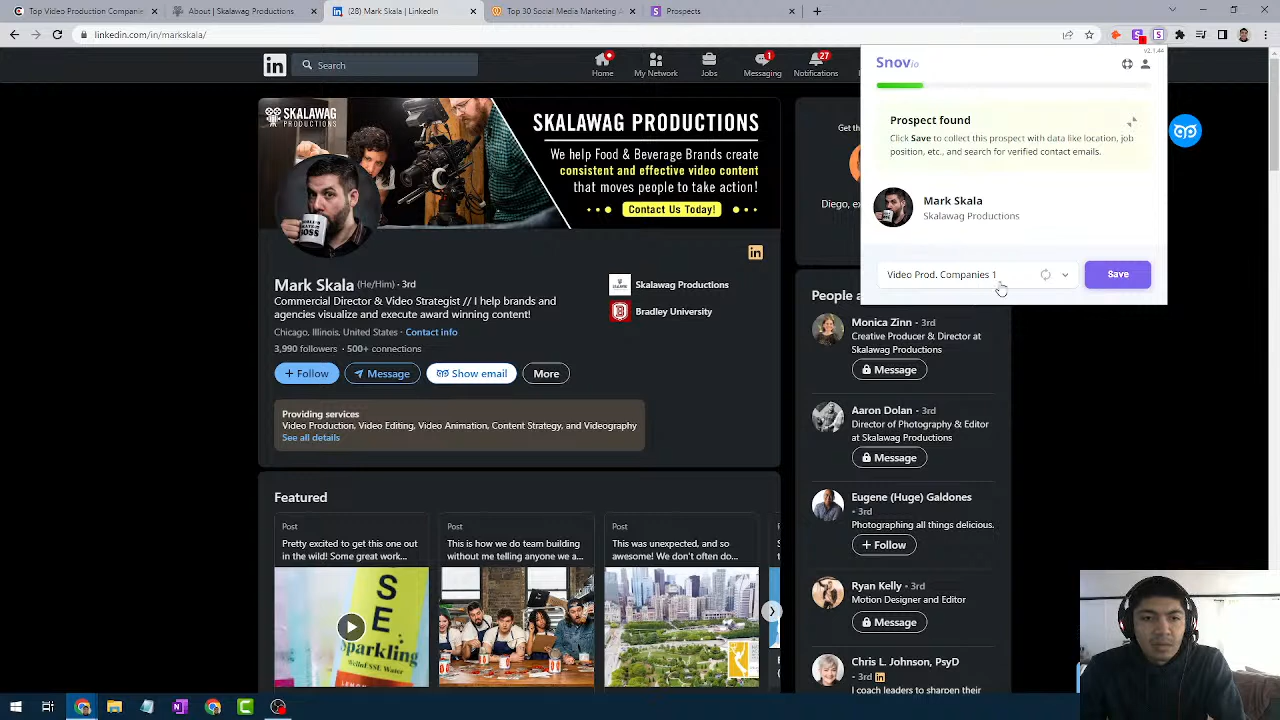 Top Video Production Companie
About | Skalawag Productions
(28) Mark Skala | LinkedIn
Top 30 Social Media Marketing A
Prospects
linkedin.com/in/markskala/
Search
Home
My Network
Jobs
1
Messaging
27
Notifications
v2.1.44
Snovio
Prospect found
Click Save to collect this prospect with data like location, job
position, etc., and search for verified contact emails.
Mark Skala
Skalawag Productions
Video Prod. Companies 1
Save
SKALAWAG
PRODUCTIONS
SKALAWAG PRODUCTIONS
We help Food & Beverage Brands create
consistent and effective video content
that moves people to take action!
Contact Us Today!
Mark Skala (He/Him) · 3rd
Commercial Director & Video Strategist // I help brands and
agencies visualize and execute award winning content!
Chicago, Illinois, United States · Contact info
3,990 followers · 500+ connections
Skalawag Productions
Bradley University
+ Follow
Message
Show email
More
Providing services
Video Production, Video Editing, Video Animation, Content Strategy, and Videography
See all details
Featured
Post
Pretty excited to get this one out
in the wild! Some great work...
Post
This is how we do team building
without me telling anyone we a...
Post
This was unexpected, and so
awesome! We don't often do...
S
E
Sparkling
Get th
Diego, ex
People a
Monica Zinn · 3rd
Creative Producer & Director at
Skalawag Productions
Message
Aaron Dolan · 3rd
Director of Photography & Editor
at Skalawag Productions
Message
Eugene (Huge) Galdones
· 3rd
Photographing all things delicious.
+ Follow
Ryan Kelly · 3rd
Motion Designer and Editor
Message
Chris L. Johnson, PsyD
· 3rd
I coach leaders to sharpen their